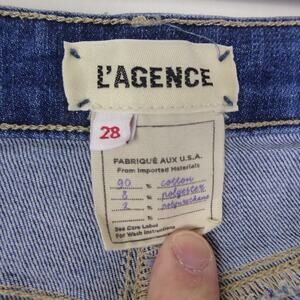 L'AGENCE
28
FABRIQUÉ AUX U.S.A.
From Imported Materials
90 % cotton
8 % polyester
2 % polyurethane
%
See Care Label
For Wash Instructions